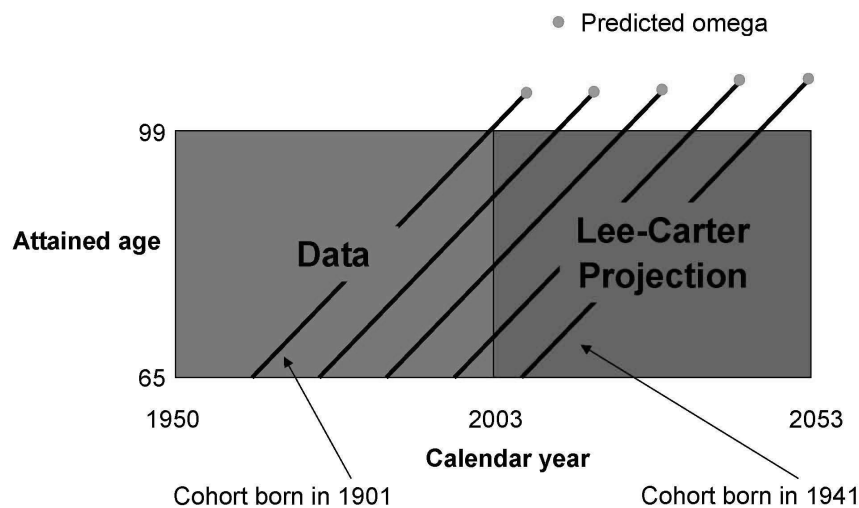 Predicted omega
99
Attained age
Data
Lee-Carter
Projection
65
1950
2003
2053
Calendar year
Cohort born in 1901
Cohort born in 1941